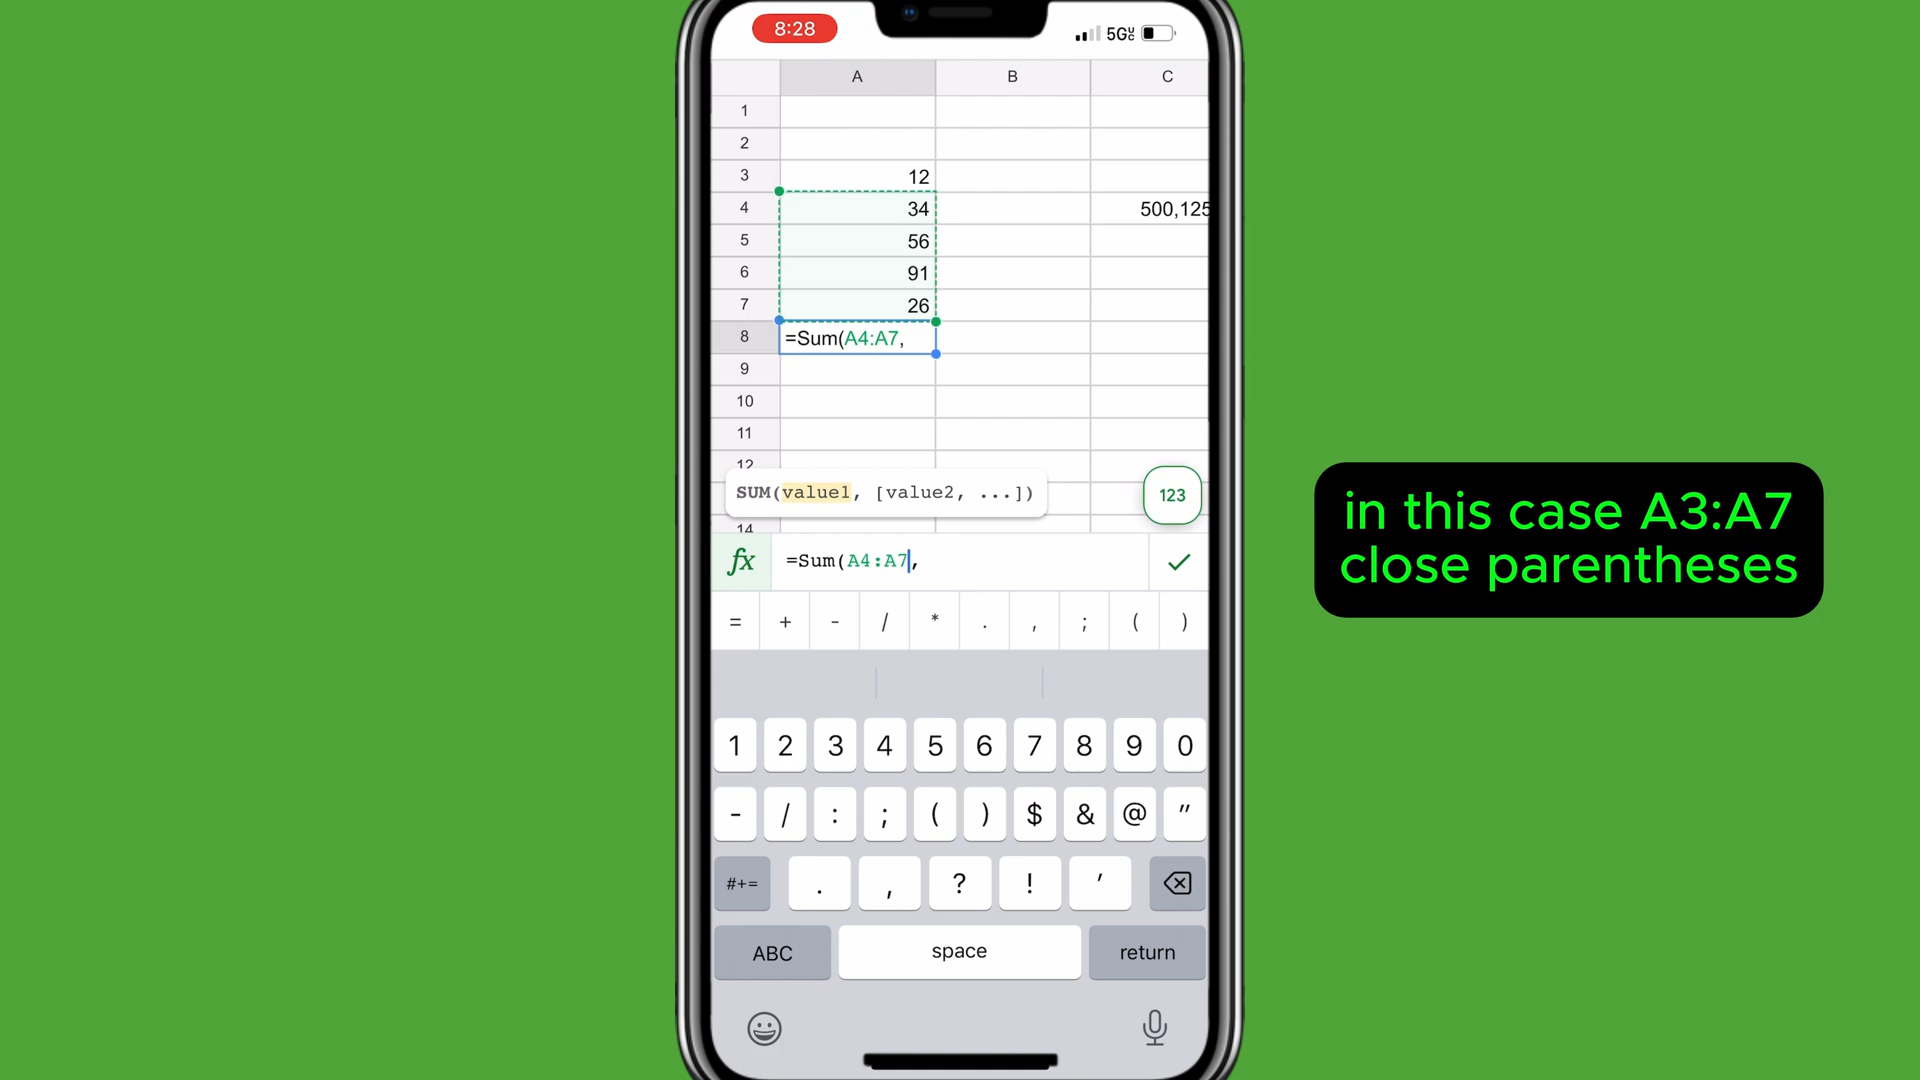 8:28
5G
A B C
1
2
3 12
4 34 500,125
5 56
6 91
7 26
8 =Sum(A4:A7,
9
10
11
12
SUM(value1, [value2, ...])
123
14
fx =Sum(A4:A7,
= + - / * . , ; ( )
1 2 3 4 5 6 7 8 9 0
- / : ; ( ) $ & @ "
#+= . , ? ! '
ABC space return
in this case A3:A7
close parentheses